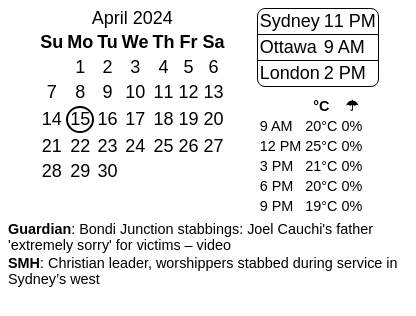 April 2024
Su Mo Tu We Th Fr Sa
1 2 3 4 5 6
7 8 9 10 11 12 13
14 15 16 17 18 19 20
21 22 23 24 25 26 27
28 29 30
Sydney 11 PM
Ottawa 9 AM
London 2 PM
°C ☂
9 AM 20°C 0%
12 PM 25°C 0%
3 PM 21°C 0%
6 PM 20°C 0%
9 PM 19°C 0%
Guardian: Bondi Junction stabbings: Joel Cauchi's father
'extremely sorry' for victims – video
SMH: Christian leader, worshippers stabbed during service in
Sydney’s west